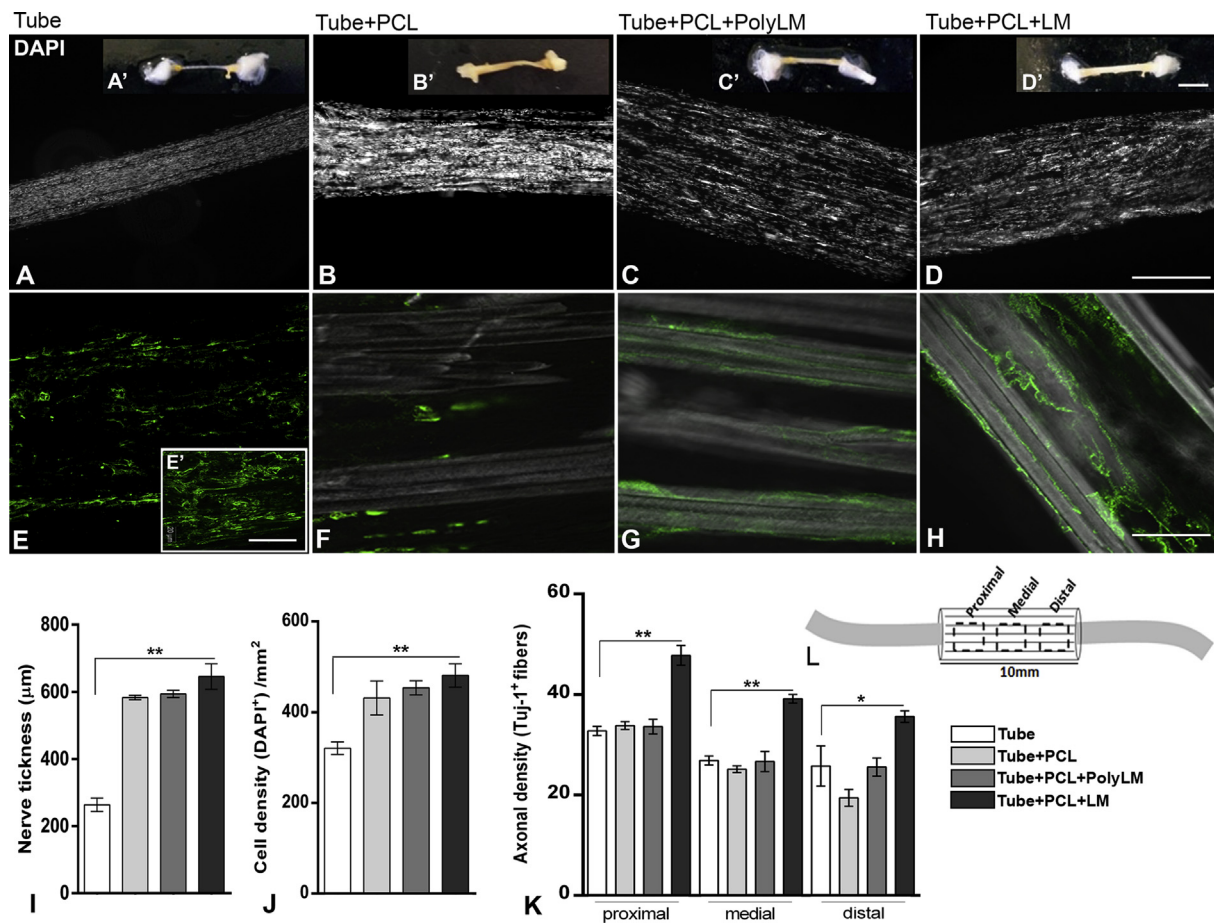 Tube Tube+PCL Tube+PCL+PolyLM Tube+PCL+LM
DAPI
A' B' C' D'
A B C D
E' 
E F G H
Nerve tickness (µm)
800
600
400
200
0
I
Cell density (DAPI⁺) /mm²
600
400
200
0
J
Axonal density (Tuj-1⁺ fibers)
60
40
20
0
K
** ** ** ** *
proximal medial distal
Proximal Medial Distal
L
10mm
Tube
Tube+PCL
Tube+PCL+PolyLM
Tube+PCL+LM